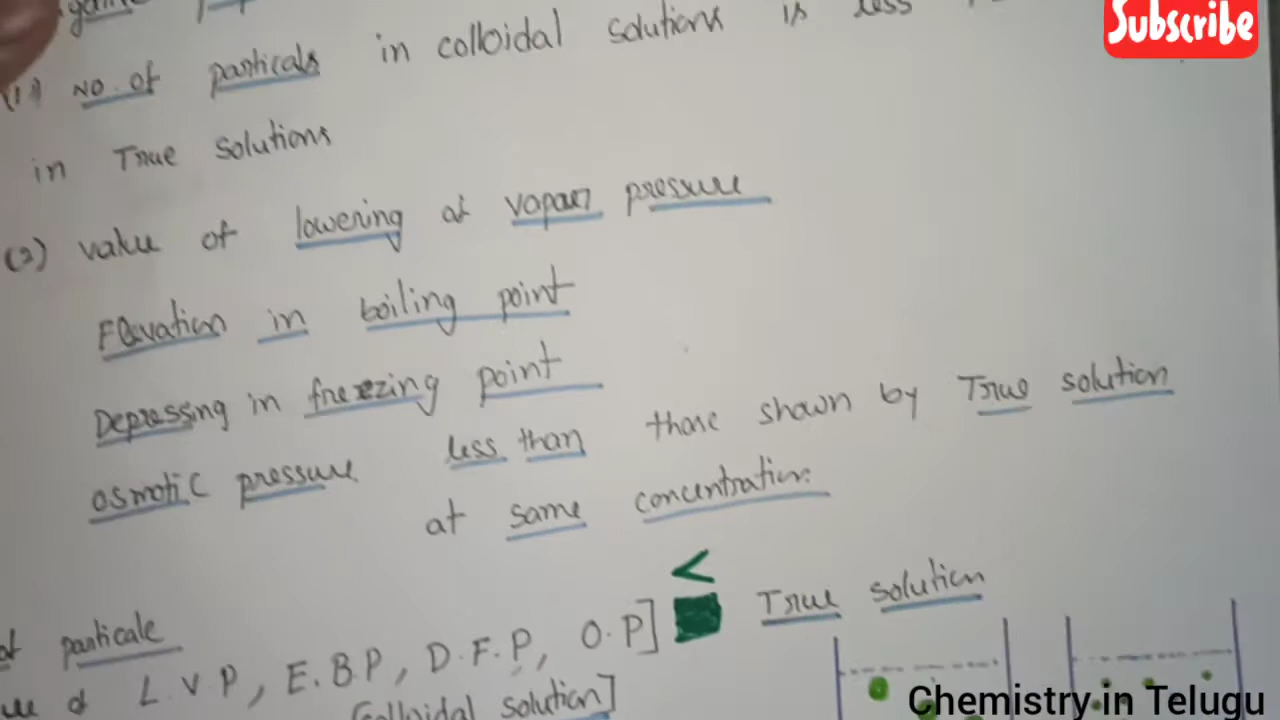 Subscribe
(1) NO. of particals in colloidal solutions is less
in True solutions
(2) value of lowering of vapour pressure
Elevation in boiling point
Depressing in freezing point
osmotic pressure less than those shown by True solution
at same concentration.
<
of particale
of L.V.P, E.B.P, D.F.P, O.P] True solution
[colloidal solution]
Chemistry in Telugu